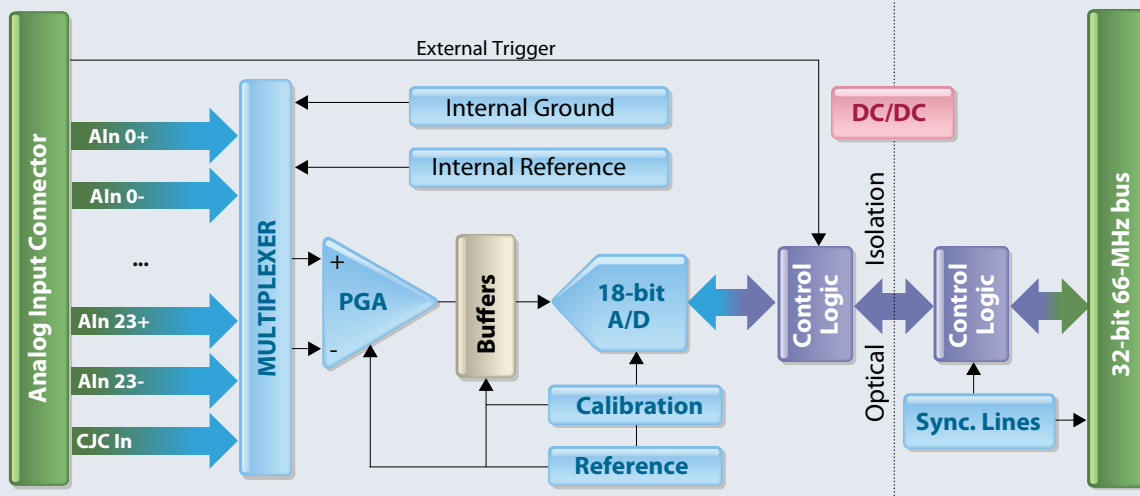 Analog Input Connector
External Trigger
AIn 0+
AIn 0-
...
AIn 23+
AIn 23-
CJC In
MULTIPLEXER
Internal Ground
Internal Reference
+
PGA
-
Buffers
18-bit
A/D
Calibration
Reference
Control
Logic
DC/DC
Optical Isolation
Control
Logic
Sync. Lines
32-bit 66-MHz bus